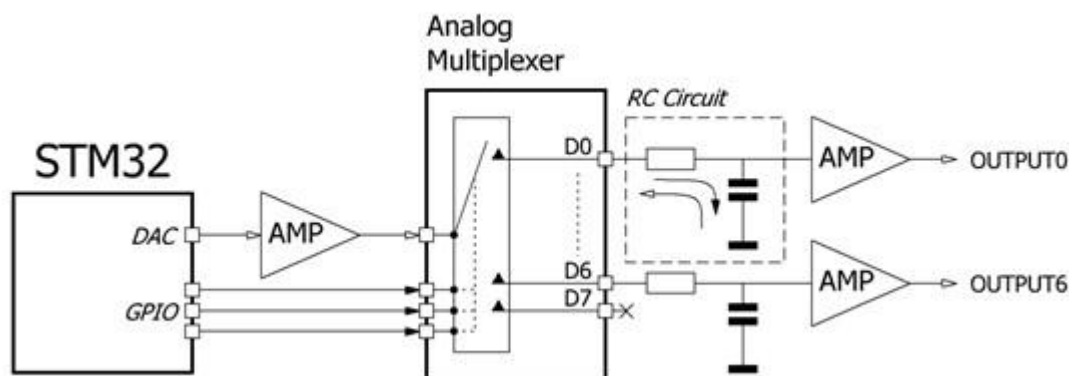 Analog
Multiplexer
RC Circuit
STM32
D0
AMP
OUTPUT0
DAC
AMP
D6
AMP
OUTPUT6
D7
GPIO